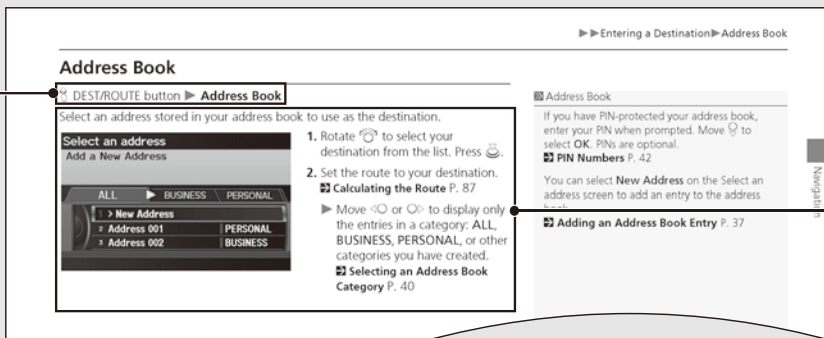 ▶▶Entering a Destination▶Address Book
Address Book
DEST/ROUTE button ▶ Address Book
Select an address stored in your address book to use as the destination.
Select an address
Add a New Address
ALL ▶ BUSINESS PERSONAL
1 > New Address
2 Address 001 PERSONAL
3 Address 002 BUSINESS
1. Rotate to select your
destination from the list. Press .
2. Set the route to your destination.
Calculating the Route P. 87
▶ Move or to display only
the entries in a category: ALL,
BUSINESS, PERSONAL, or other
categories you have created.
Selecting an Address Book
Category P. 40
Address Book
If you have PIN-protected your address book,
enter your PIN when prompted. Move to
select OK. PINs are optional.
PIN Numbers P. 42
You can select New Address on the Select an
address screen to add an entry to the address
Adding an Address Book Entry P. 37
Navigation